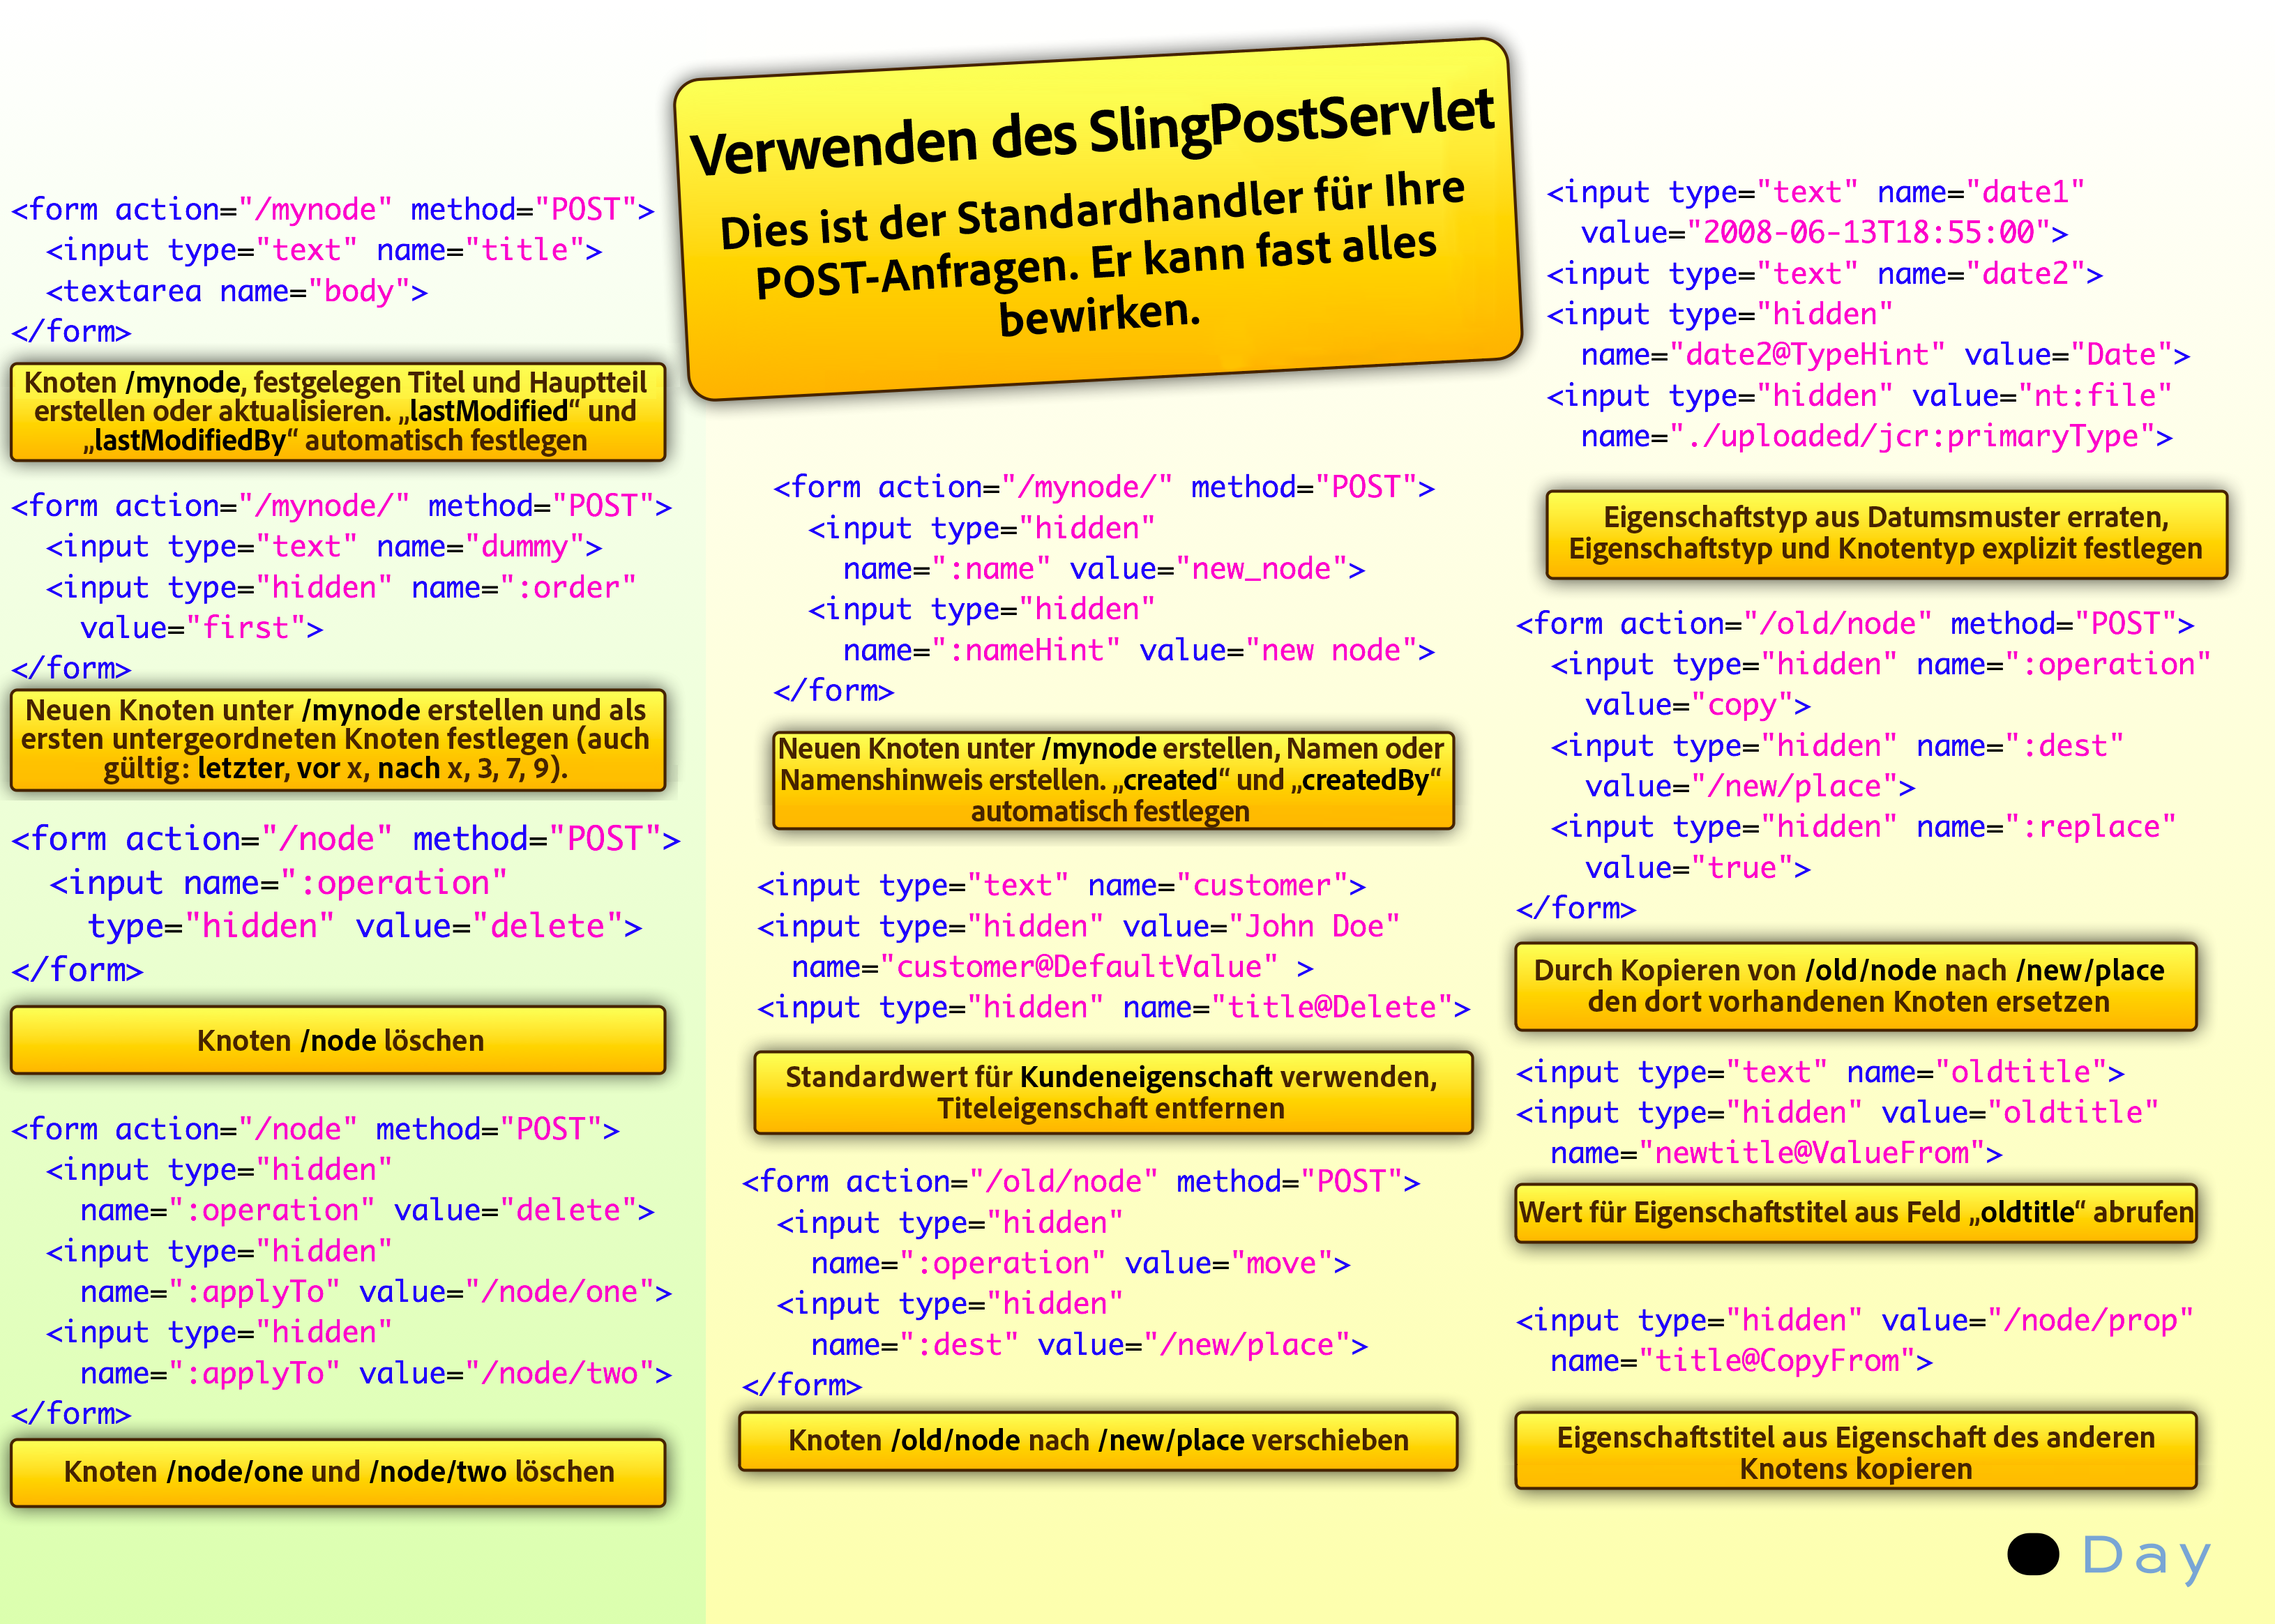 Verwenden des SlingPostServlet
Dies ist der Standardhandler für Ihre
POST-Anfragen. Er kann fast alles
bewirken.
<form action="/mynode" method="POST">
<input type="text" name="title">
<textarea name="body">
</form>
Knoten /mynode, festgelegen Titel und Hauptteil
erstellen oder aktualisieren. „lastModified“ und
„lastModifiedBy“ automatisch festlegen
<form action="/mynode/" method="POST">
<input type="text" name="dummy">
<input type="hidden" name=":order"
value="first">
</form>
Neuen Knoten unter /mynode erstellen und als
ersten untergeordneten Knoten festlegen (auch
gültig: letzter, vor x, nach x, 3, 7, 9).
<form action="/node" method="POST">
<input name=":operation"
type="hidden" value="delete">
</form>
Knoten /node löschen
<form action="/node" method="POST">
<input type="hidden"
name=":operation" value="delete">
<input type="hidden"
name=":applyTo" value="/node/one">
<input type="hidden"
name=":applyTo" value="/node/two">
</form>
Knoten /node/one und /node/two löschen
<form action="/mynode/" method="POST">
<input type="hidden"
name=":name" value="new_node">
<input type="hidden"
name=":nameHint" value="new node">
</form>
Neuen Knoten unter /mynode erstellen, Namen oder
Namenshinweis erstellen. „created“ und „createdBy“
automatisch festlegen
<input type="text" name="customer">
<input type="hidden" value="John Doe"
name="customer@DefaultValue" >
<input type="hidden" name="title@Delete">
Standardwert für Kundeneigenschaft verwenden,
Titeleigenschaft entfernen
<form action="/old/node" method="POST">
<input type="hidden"
name=":operation" value="move">
<input type="hidden"
name=":dest" value="/new/place">
</form>
Knoten /old/node nach /new/place verschieben
<input type="text" name="date1"
value="2008-06-13T18:55:00">
<input type="text" name="date2">
<input type="hidden"
name="date2@TypeHint" value="Date">
<input type="hidden" value="nt:file"
name="./uploaded/jcr:primaryType">
Eigenschaftstyp aus Datumsmuster erraten,
Eigenschaftstyp und Knotentyp explizit festlegen
<form action="/old/node" method="POST">
<input type="hidden" name=":operation"
value="copy">
<input type="hidden" name=":dest"
value="/new/place">
<input type="hidden" name=":replace"
value="true">
</form>
Durch Kopieren von /old/node nach /new/place
den dort vorhandenen Knoten ersetzen
<input type="text" name="oldtitle">
<input type="hidden" value="oldtitle"
name="newtitle@ValueFrom">
Wert für Eigenschaftstitel aus Feld „oldtitle“ abrufen
<input type="hidden" value="/node/prop"
name="title@CopyFrom">
Eigenschaftstitel aus Eigenschaft des anderen
Knotens kopieren
Day